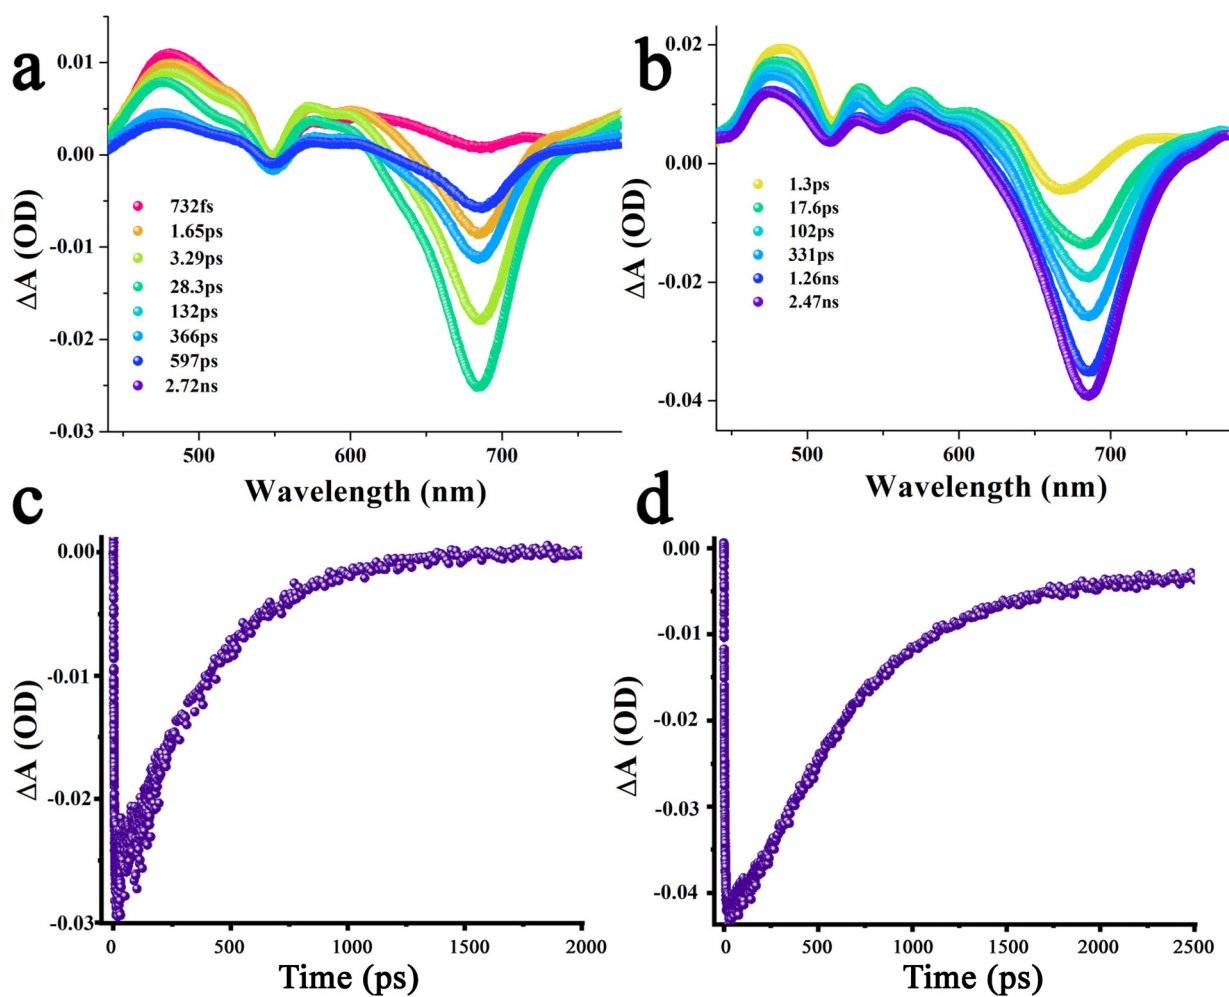 a
0.01
0.00
-0.01
-0.02
-0.03
ΔA (OD)
732fs
1.65ps
3.29ps
28.3ps
132ps
366ps
597ps
2.72ns
500
600
700
Wavelength (nm)
b
0.02
0.00
-0.02
-0.04
ΔA (OD)
1.3ps
17.6ps
102ps
331ps
1.26ns
2.47ns
500
600
700
Wavelength (nm)
c
0.00
-0.01
-0.02
-0.03
ΔA (OD)
0
500
1000
1500
2000
Time (ps)
d
0.00
-0.01
-0.02
-0.03
-0.04
ΔA (OD)
0
500
1000
1500
2000
2500
Time (ps)